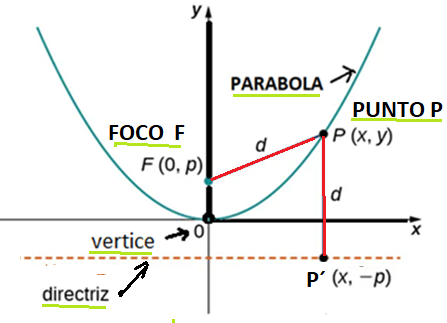 y
PARABOLA
PUNTO P
FOCO F
d
P (x, y)
F (0, p)
d
0
x
vertice
P´ (x, −p)
directriz